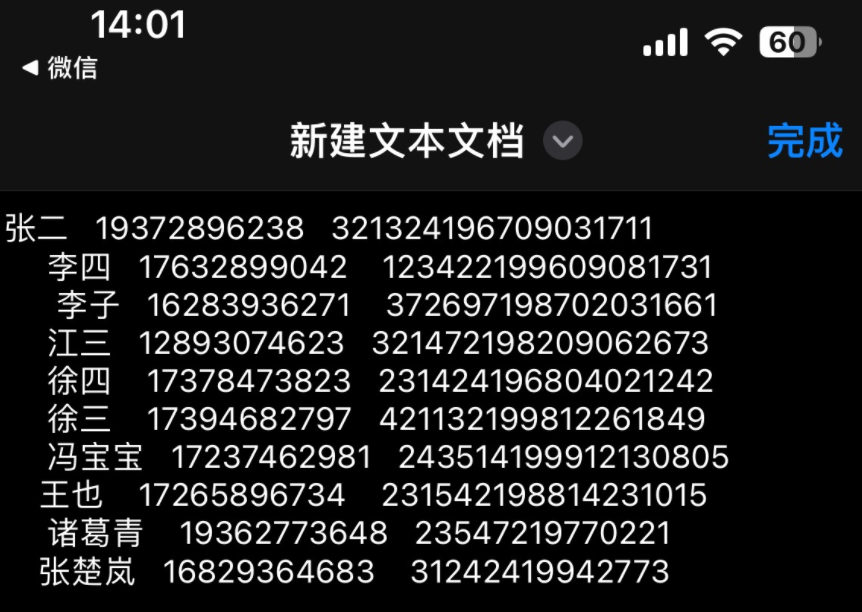 14:01
60
◀ 微信
新建文本文档
完成
张二 19372896238 321324196709031711
李四 17632899042 123422199609081731
李子 16283936271 372697198702031661
江三 12893074623 321472198209062673
徐四 17378473823 231424196804021242
徐三 17394682797 421132199812261849
冯宝宝 17237462981 243514199912130805
王也 17265896734 231542198814231015
诸葛青 19362773648 23547219770221
张楚岚 16829364683 31242419942773